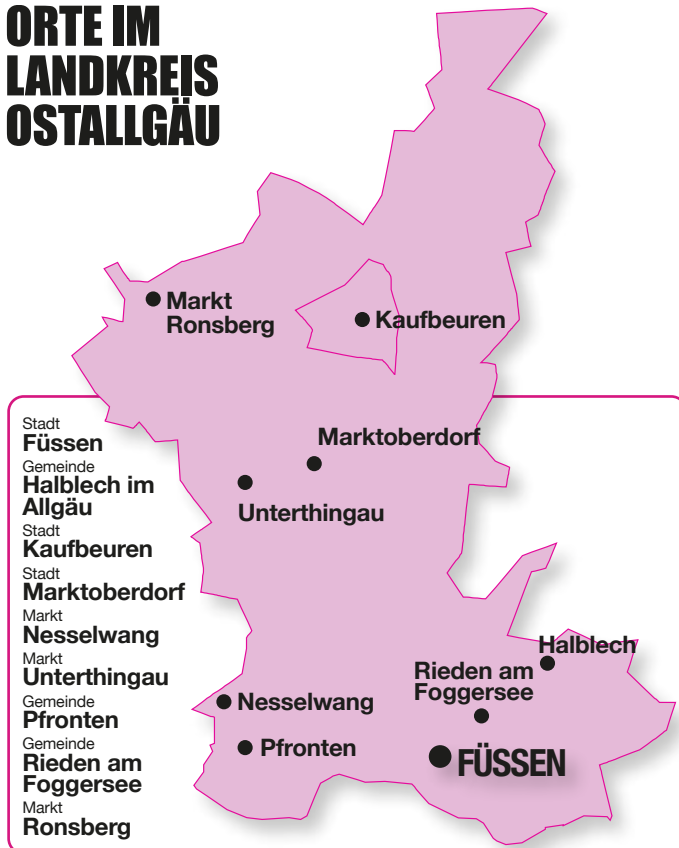 ORTE IM
LANDKREIS
OSTALLGÄU
Markt
Ronsberg
Kaufbeuren
Marktoberdorf
Unterthingau
Halblech
Rieden am
Foggersee
Nesselwang
Pfronten
FÜSSEN
Stadt
Füssen
Gemeinde
Halblech im
Allgäu
Stadt
Kaufbeuren
Stadt
Marktoberdorf
Markt
Nesselwang
Markt
Unterthingau
Gemeinde
Pfronten
Gemeinde
Rieden am
Foggersee
Markt
Ronsberg